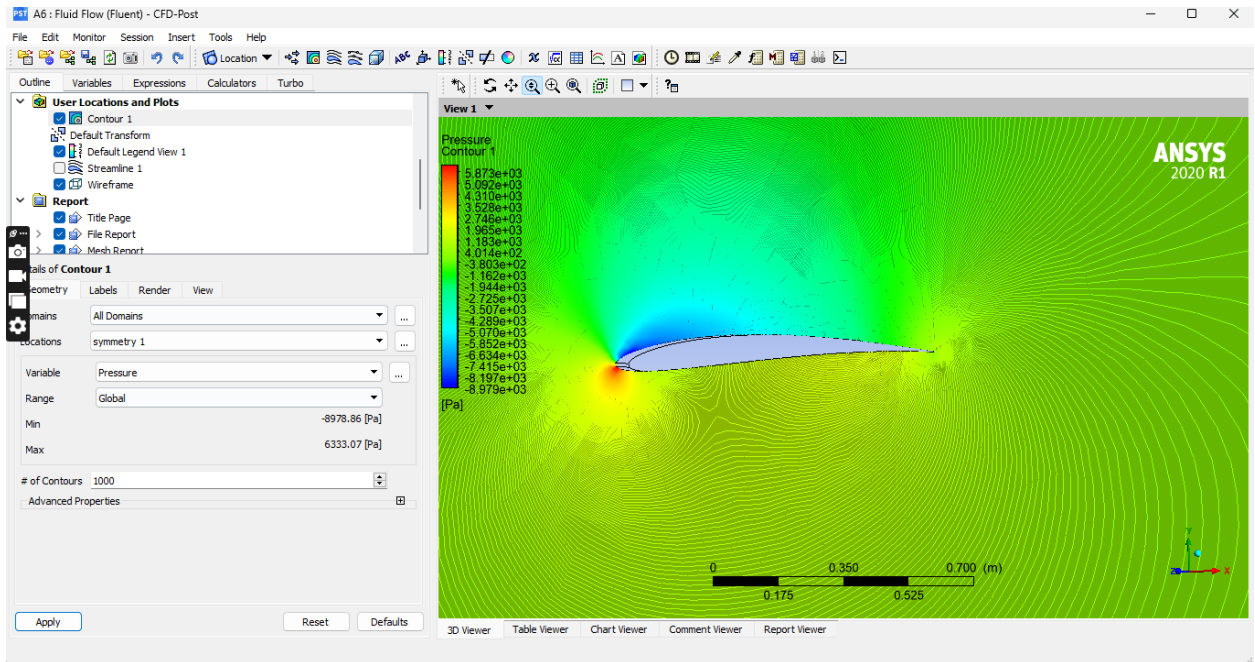 A6 : Fluid Flow (Fluent) - CFD-Post
File Edit Monitor Session Insert Tools Help
Location
Outline Variables Expressions Calculators Turbo
User Locations and Plots
Contour 1
Default Transform
Default Legend View 1
Streamline 1
Wireframe
Report
Title Page
File Report
Mesh Report
tails of Contour 1
eometry Labels Render View
omains All Domains ...
ocations symmetry 1 ...
Variable Pressure ...
Range Global
Min -8978.86 [Pa]
Max 6333.07 [Pa]
# of Contours 1000
Advanced Properties
Apply Reset Defaults
View 1
Pressure
Contour 1
5.873e+03
5.092e+03
4.310e+03
3.528e+03
2.746e+03
1.965e+03
1.183e+03
4.014e+02
-3.803e+02
-1.162e+03
-1.944e+03
-2.725e+03
-3.507e+03
-4.289e+03
-5.070e+03
-5.852e+03
-6.634e+03
-7.415e+03
-8.197e+03
-8.979e+03
[Pa]
ANSYS
2020 R1
0 0.350 0.700 (m)
0.175 0.525
Y
Z X
3D Viewer Table Viewer Chart Viewer Comment Viewer Report Viewer